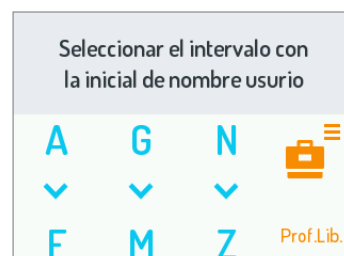 Seleccionar el intervalo con
la inicial de nombre usurio
A G N
F M Z Prof.Lib.